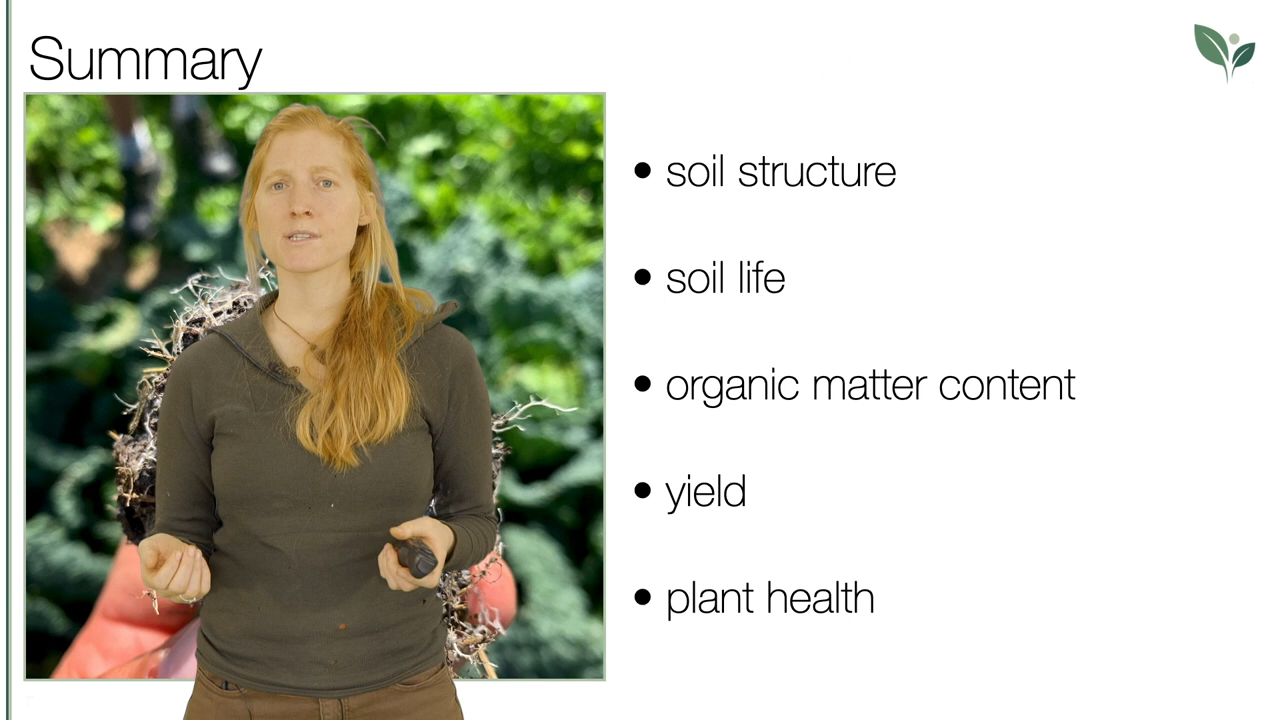 Summary
• soil structure
• soil life
• organic matter content
• yield
• plant health